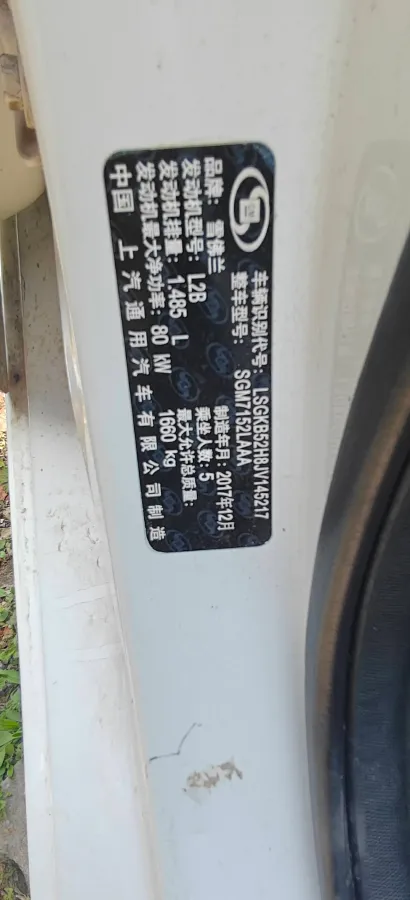 车辆识别代号: LSGKB52H8JV145217
整车型号: SGM7152LAAA
品牌: 雪佛兰
制造年月: 2017年12月
发动机型号: L2B
乘坐人数: 5
发动机排量: 1.485 L
最大允许总质量: 1660 kg
发动机最大净功率: 80 kW
中国 上汽通用汽车有限公司制造